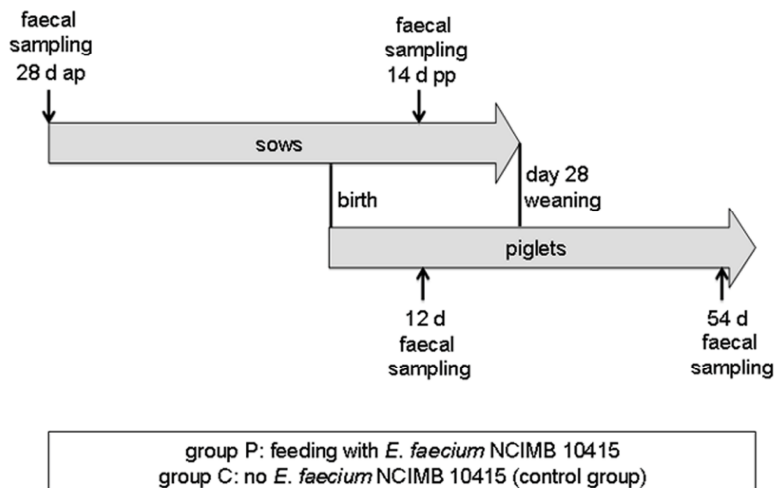 faecal
sampling
28 d ap
faecal
sampling
14 d pp
sows
birth
day 28
weaning
piglets
12 d
faecal
sampling
54 d
faecal
sampling
group P: feeding with E. faecium NCIMB 10415
group C: no E. faecium NCIMB 10415 (control group)